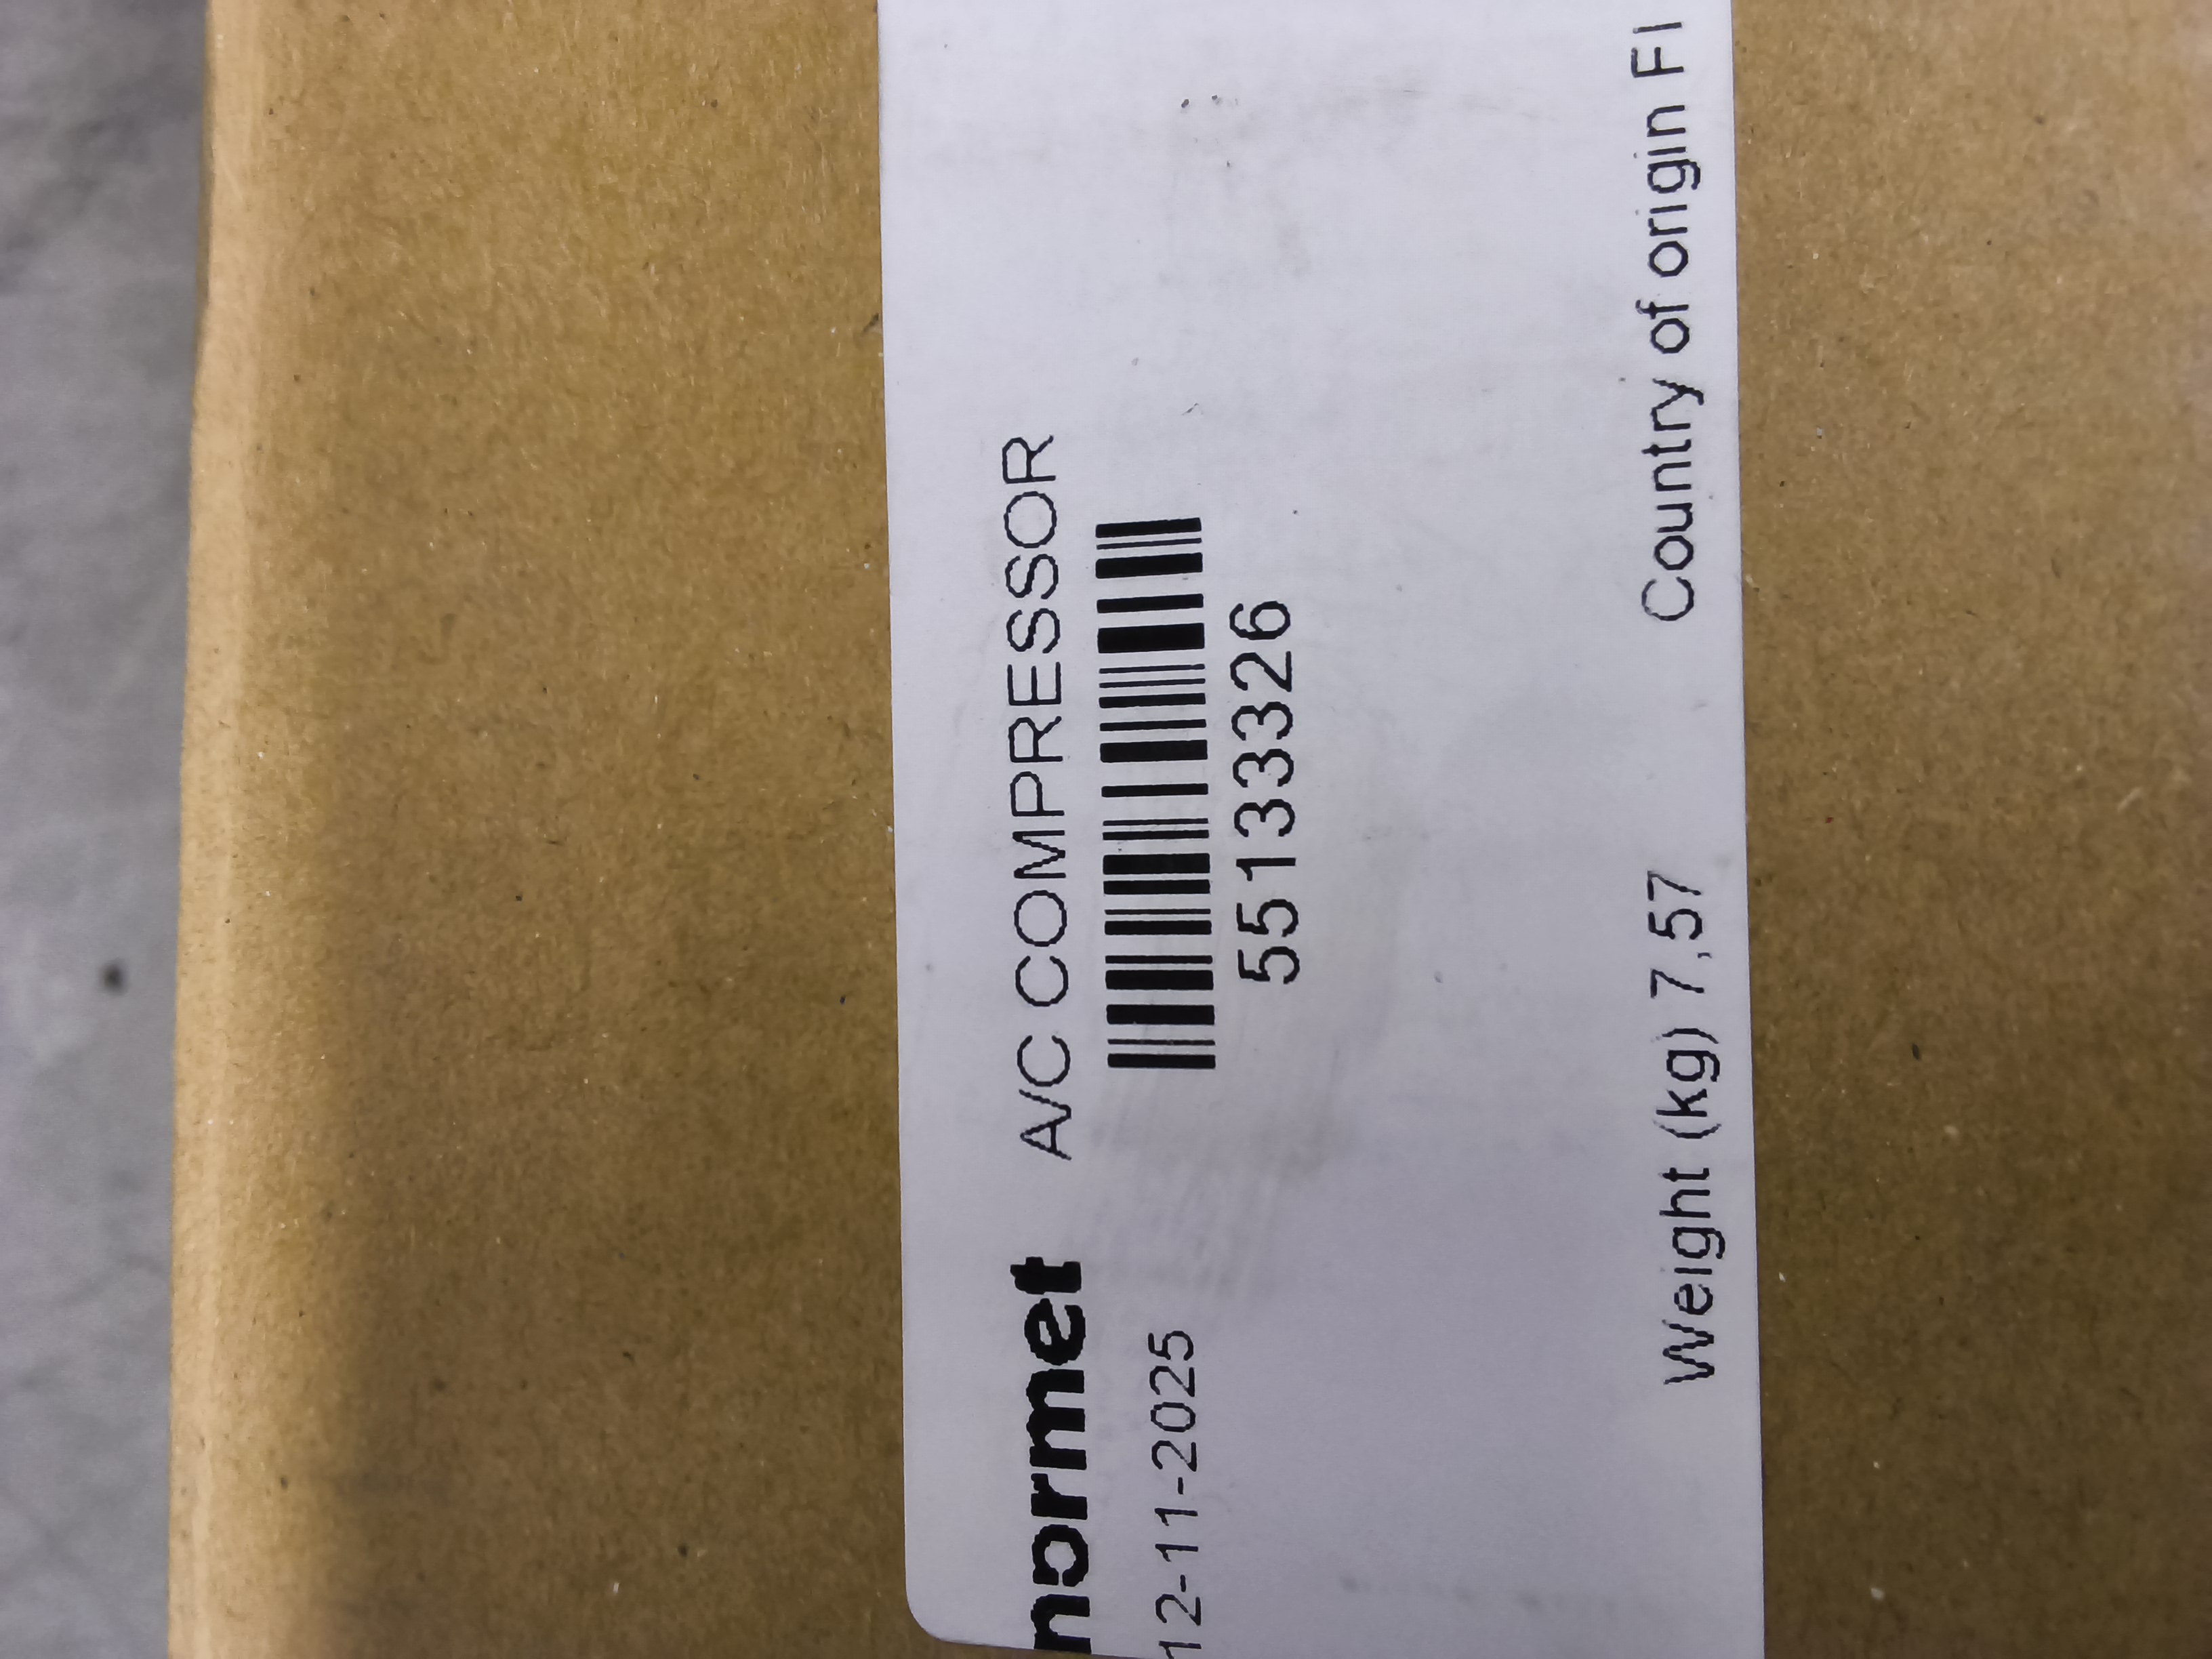 normet A/C COMPRESSOR
12-11-2025
55133326
Weight (kg) 7,57 Country of origin FI